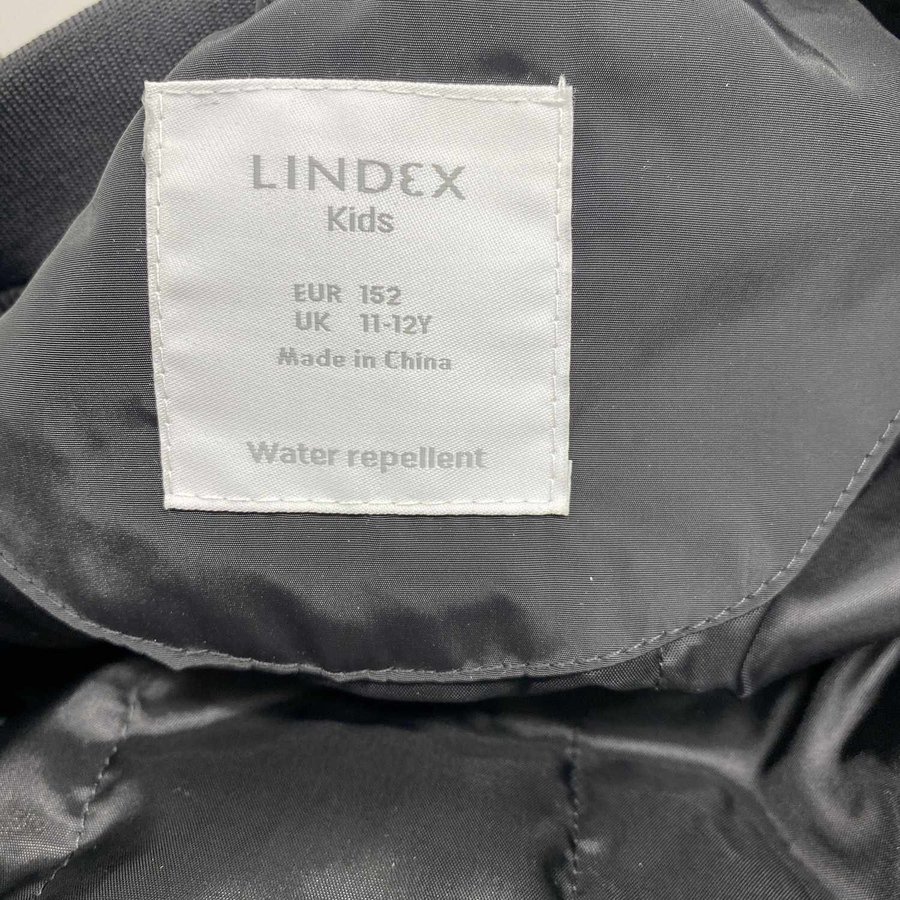 LINDEX
Kids
EUR 152
UK 11-12Y
Made in China
Water repellent